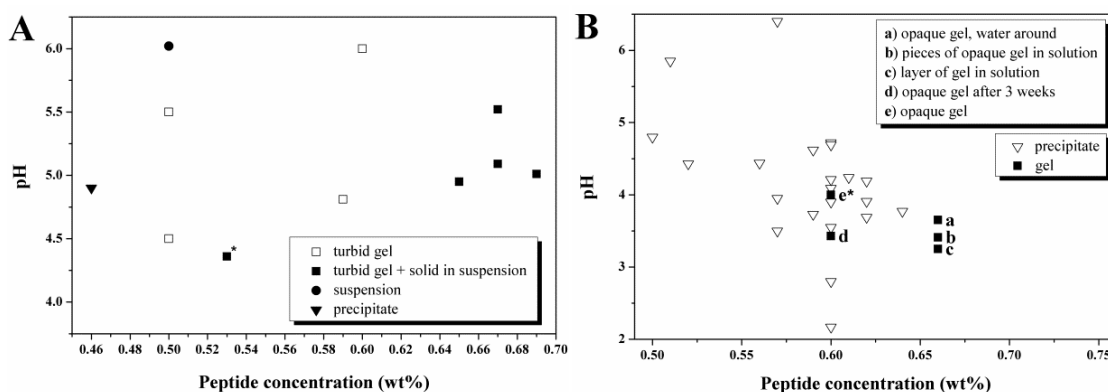 A
pH
6.0
5.5
5.0
4.5
4.0
*
turbid gel
turbid gel + solid in suspension
suspension
precipitate
0.46 0.48 0.50 0.52 0.54 0.56 0.58 0.60 0.62 0.64 0.66 0.68 0.70
Peptide concentration (wt%)
B
pH
6
5
4
3
2
a) opaque gel, water around
b) pieces of opaque gel in solution
c) layer of gel in solution
d) opaque gel after 3 weeks
e) opaque gel
precipitate
gel
e*
d
a
b
c
0.50 0.55 0.60 0.65 0.70 0.75
Peptide concentration (wt%)